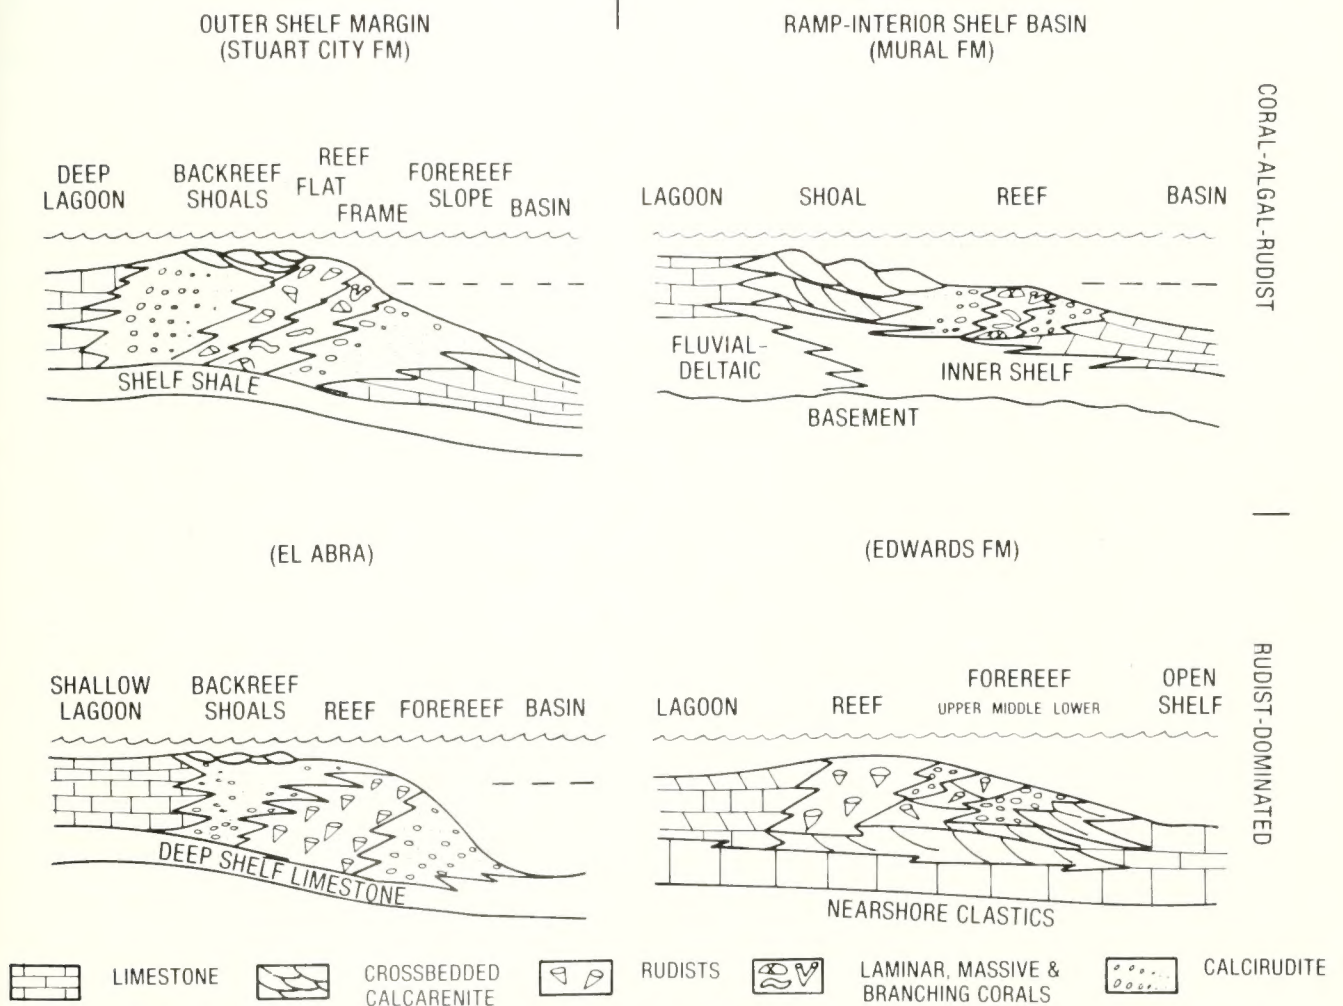 OUTER SHELF MARGIN
(STUART CITY FM)
RAMP-INTERIOR SHELF BASIN
(MURAL FM)
CORAL-ALGAL-RUDIST
DEEP
LAGOON
BACKREEF
SHOALS
REEF
FLAT
FRAME
FOREREEF
SLOPE
BASIN
SHELF SHALE
LAGOON
SHOAL
REEF
BASIN
FLUVIAL-
DELTAIC
INNER SHELF
BASEMENT
(EL ABRA)
(EDWARDS FM)
RUDIST-DOMINATED
SHALLOW
LAGOON
BACKREEF
SHOALS
REEF
FOREREEF
BASIN
DEEP SHELF LIMESTONE
LAGOON
REEF
FOREREEF
UPPER MIDDLE LOWER
OPEN
SHELF
NEARSHORE CLASTICS
LIMESTONE
CROSSBEDDED
CALCARENITE
RUDISTS
LAMINAR, MASSIVE &
BRANCHING CORALS
CALCIRUDITE